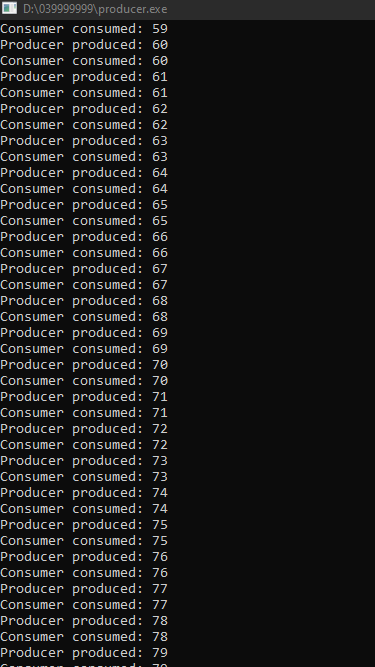 D:\039999999\producer.exe
Consumer consumed: 59
Producer produced: 60
Consumer consumed: 60
Producer produced: 61
Consumer consumed: 61
Producer produced: 62
Consumer consumed: 62
Producer produced: 63
Consumer consumed: 63
Producer produced: 64
Consumer consumed: 64
Producer produced: 65
Consumer consumed: 65
Producer produced: 66
Consumer consumed: 66
Producer produced: 67
Consumer consumed: 67
Producer produced: 68
Consumer consumed: 68
Producer produced: 69
Consumer consumed: 69
Producer produced: 70
Consumer consumed: 70
Producer produced: 71
Consumer consumed: 71
Producer produced: 72
Consumer consumed: 72
Producer produced: 73
Consumer consumed: 73
Producer produced: 74
Consumer consumed: 74
Producer produced: 75
Consumer consumed: 75
Producer produced: 76
Consumer consumed: 76
Producer produced: 77
Consumer consumed: 77
Producer produced: 78
Consumer consumed: 78
Producer produced: 79